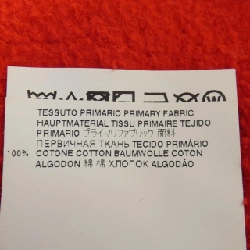 TESSUTO PRIMARIO PRIMARY FABRIC
HAUPTMATERIAL TISSU PRIMAIRE TEJIDO
PRIMARIO プライマリファブリック 面料
ПЕРВИЧНАЯ ТКАНЬ TECIDO PRIMÁRIO
100% COTONE COTTON BAUMWOLLE COTON
ALGODON 綿 棉 ХЛОПОК ALGODÃO